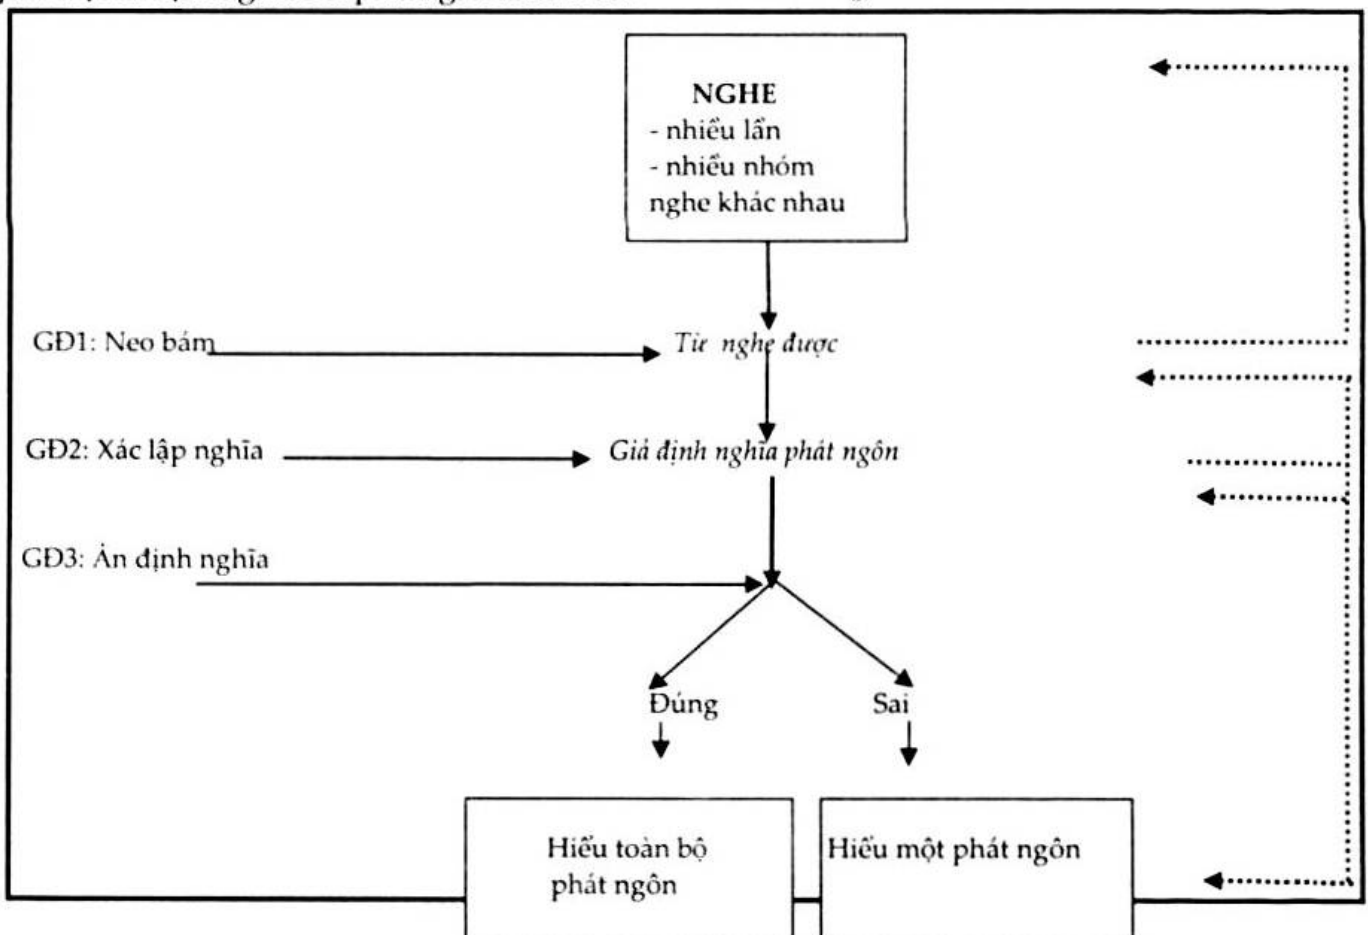 NGHE
- nhiều lần
- nhiều nhóm
nghe khác nhau
GĐ1: Neo bám
Từ nghe được
GĐ2: Xác lập nghĩa
Giả định nghĩa phát ngôn
GĐ3: Ấn định nghĩa
Đúng
Sai
Hiểu toàn bộ
phát ngôn
Hiểu một phát ngôn